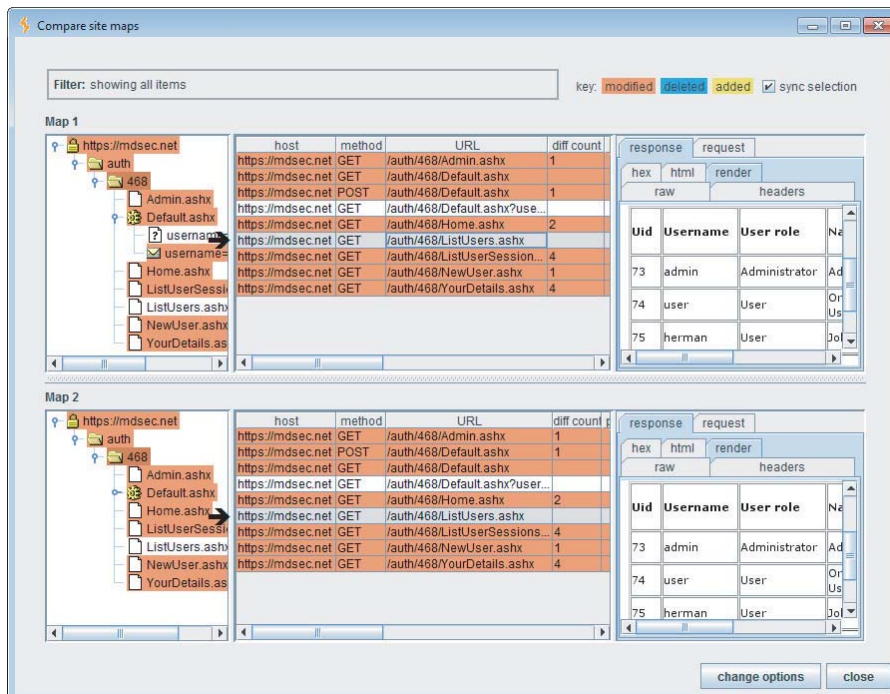 Compare site maps
Filter: showing all items
key: modified deleted added sync selection
Map 1
https://mdsec.net
auth
468
Admin.ashx
Default.ashx
username=
Home.ashx
ListUserSessi
ListUsers.ashx
NewUser.ashx
YourDetails.as
host method URL diff count
https://mdsec.net GET /auth/468/Admin.ashx 1
https://mdsec.net GET /auth/468/Default.ashx
https://mdsec.net POST /auth/468/Default.ashx 1
https://mdsec.net GET /auth/468/Default.ashx?use...
https://mdsec.net GET /auth/468/Home.ashx 2
https://mdsec.net GET /auth/468/ListUsers.ashx
https://mdsec.net GET /auth/468/ListUserSession... 4
https://mdsec.net GET /auth/468/NewUser.ashx 1
https://mdsec.net GET /auth/468/YourDetails.ashx 4
response request
hex html render
raw headers
Uid Username User role Na
73 admin Administrator Ad
74 user User Or
Us
75 herman User Jol
Map 2
https://mdsec.net
auth
468
Admin.ashx
Default.ashx
Home.ashx
ListUserSessi
ListUsers.ashx
NewUser.ashx
YourDetails.as
host method URL diff count p
https://mdsec.net GET /auth/468/Admin.ashx 1
https://mdsec.net POST /auth/468/Default.ashx 1
https://mdsec.net GET /auth/468/Default.ashx
https://mdsec.net GET /auth/468/Default.ashx?user...
https://mdsec.net GET /auth/468/Home.ashx 2
https://mdsec.net GET /auth/468/ListUsers.ashx
https://mdsec.net GET /auth/468/ListUserSessions... 4
https://mdsec.net GET /auth/468/NewUser.ashx 1
https://mdsec.net GET /auth/468/YourDetails.ashx 4
response request
hex html render
raw headers
Uid Username User role Na
73 admin Administrator Ad
74 user User Or
Us
75 herman User Jol
change options close